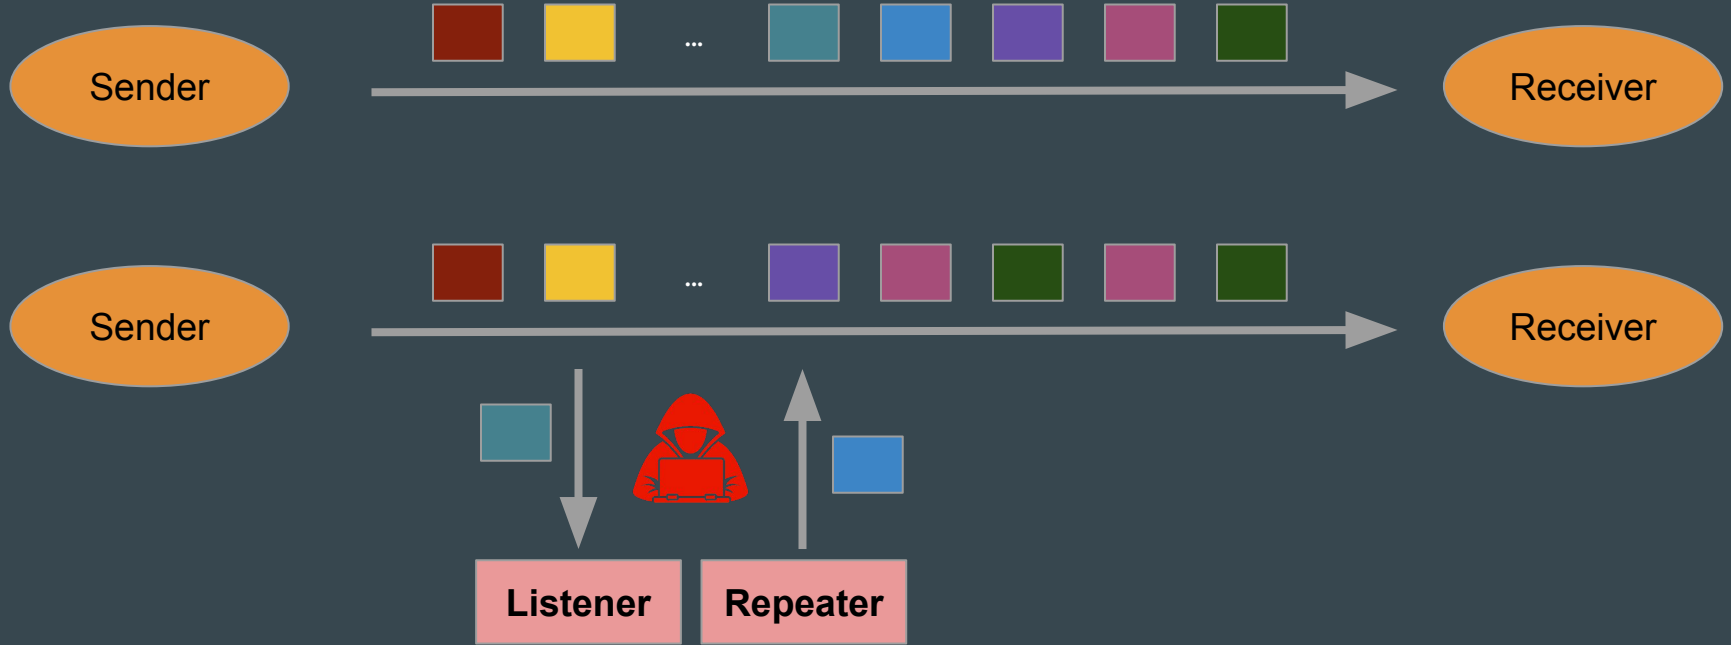 Sender
...
Receiver
Sender
...
Receiver
Listener
Repeater